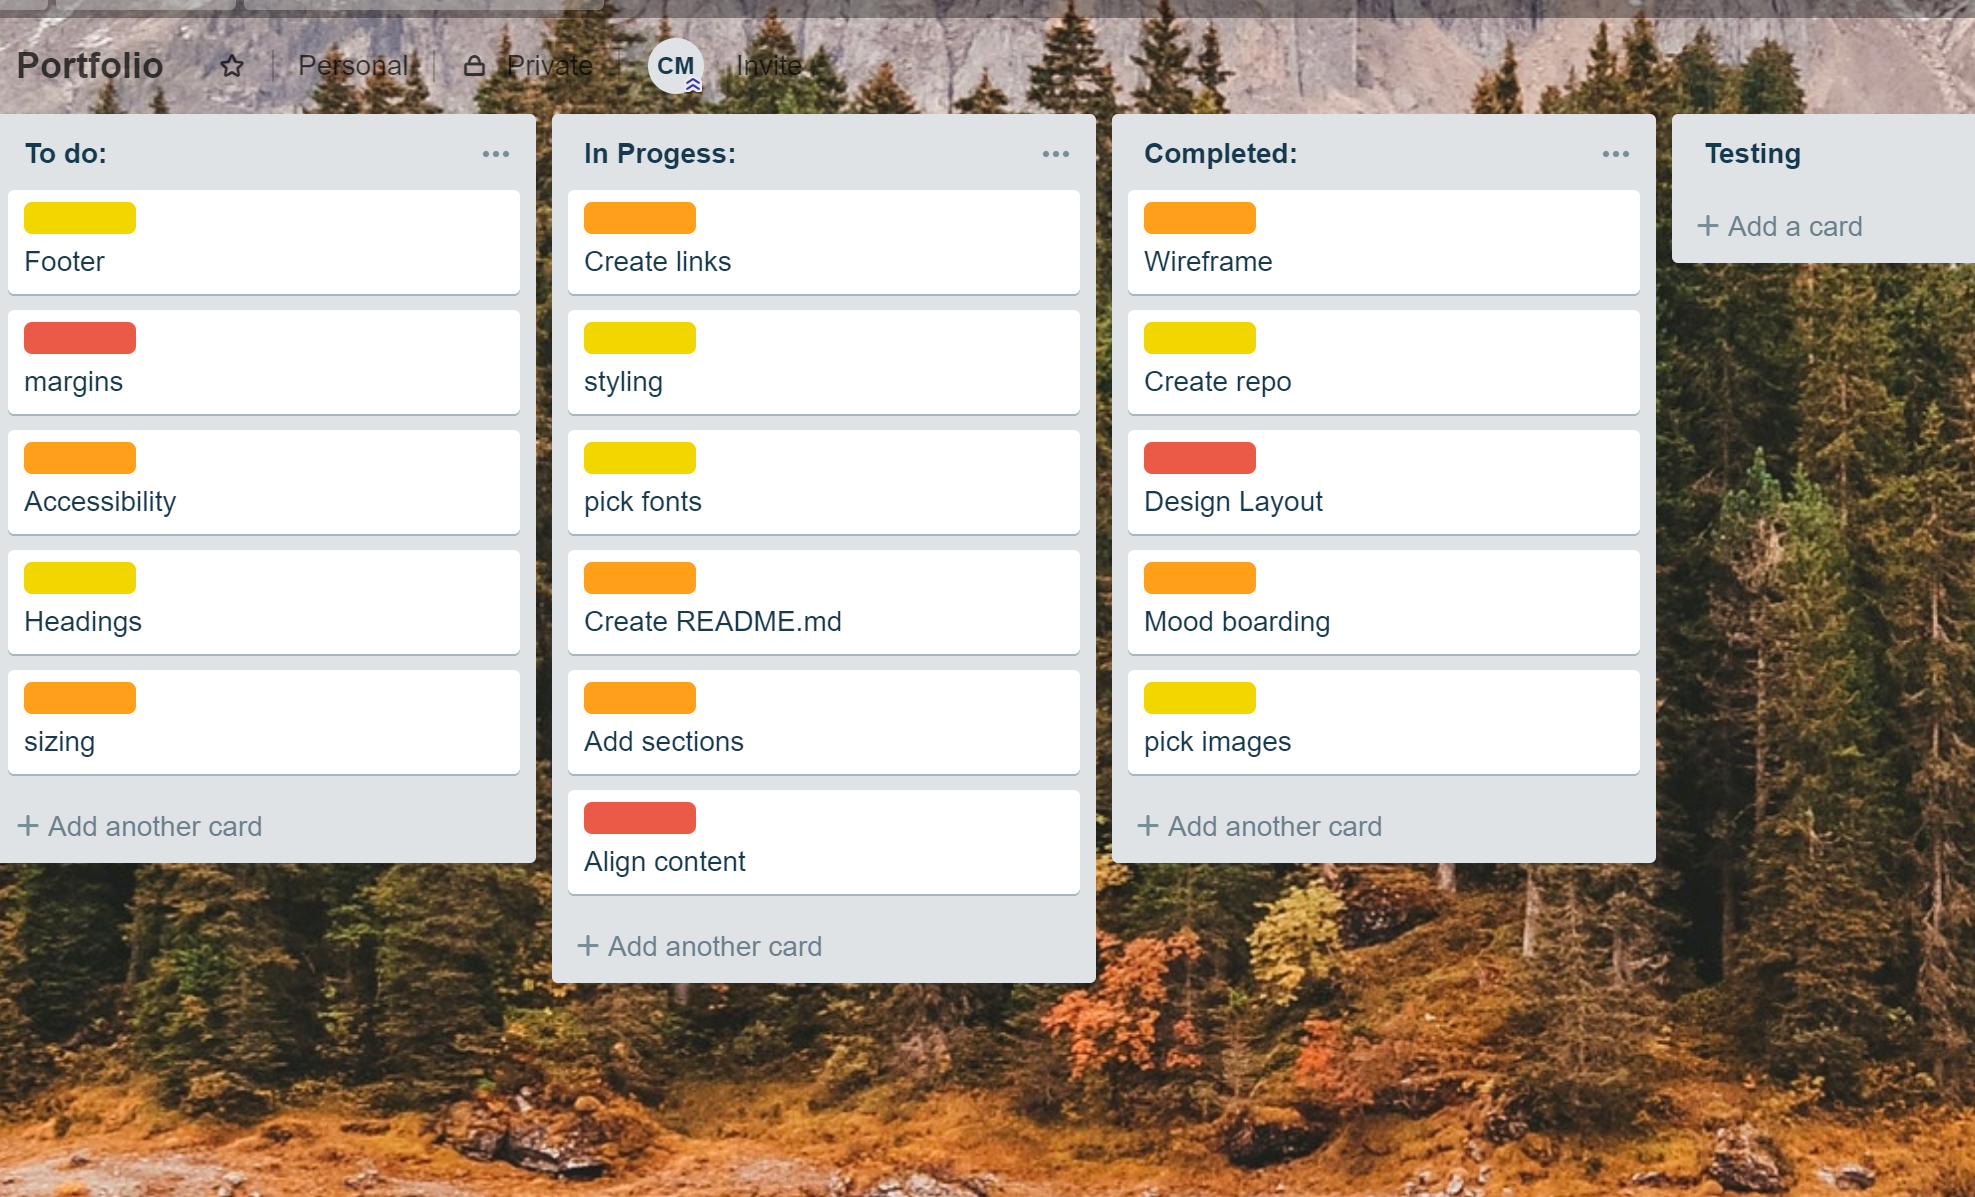 Portfolio
Personal
Private
CM
Invite
To do:
Footer
margins
Accessibility
Headings
sizing
+ Add another card
In Progess:
Create links
styling
pick fonts
Create README.md
Add sections
Align content
+ Add another card
Completed:
Wireframe
Create repo
Design Layout
Mood boarding
pick images
+ Add another card
Testing
+ Add a card